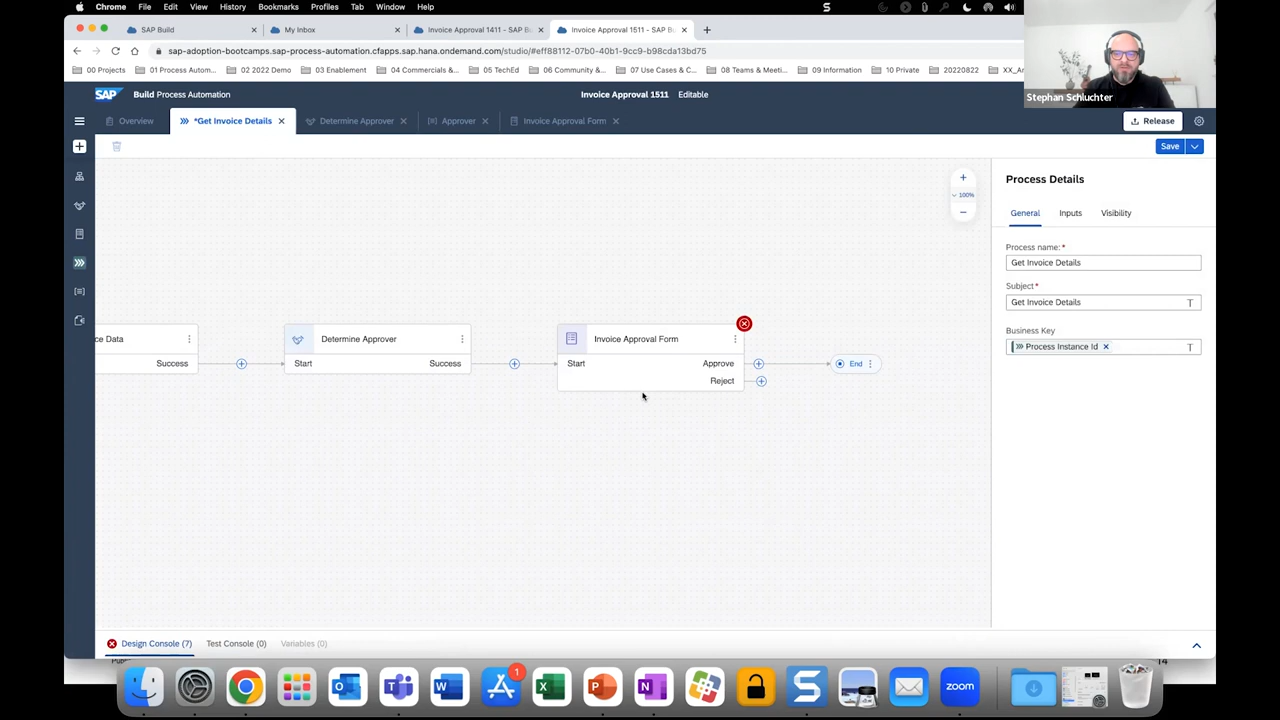 Chrome File Edit View History Bookmarks Profiles Tab Window Help
SAP Build My Inbox Invoice Approval 1411 - SAP B Invoice Approval 1511 - SAP B
sap-adoption-bootcamps.sap-process-automation.cfapps.sap.hana.ondemand.com/studio/#eff88112-07b0-40b1-9cc9-b98cda13bd75
00 Projects 01 Process Autom... 02 2022 Demo 03 Enablement 04 Commercials &... 05 TechEd 06 Community &... 07 Use Cases & C... 08 Teams & Meeti... 09 Information 10 Private 20220822 XX_Ar
SAP Build Process Automation Invoice Approval 1511 Editable
Stephan Schluchter
Overview *Get Invoice Details Determine Approver Approver Invoice Approval Form Release
Save
Process Details
100%
General Inputs Visibility
Process name:*
Get Invoice Details
Subject*
Get Invoice Details
Business Key
Process Instance Id
ce Data Determine Approver Invoice Approval Form
Success Start Success Start Approve End
Reject
Design Console (7) Test Console (0) Variables (0)
14
1
zoom